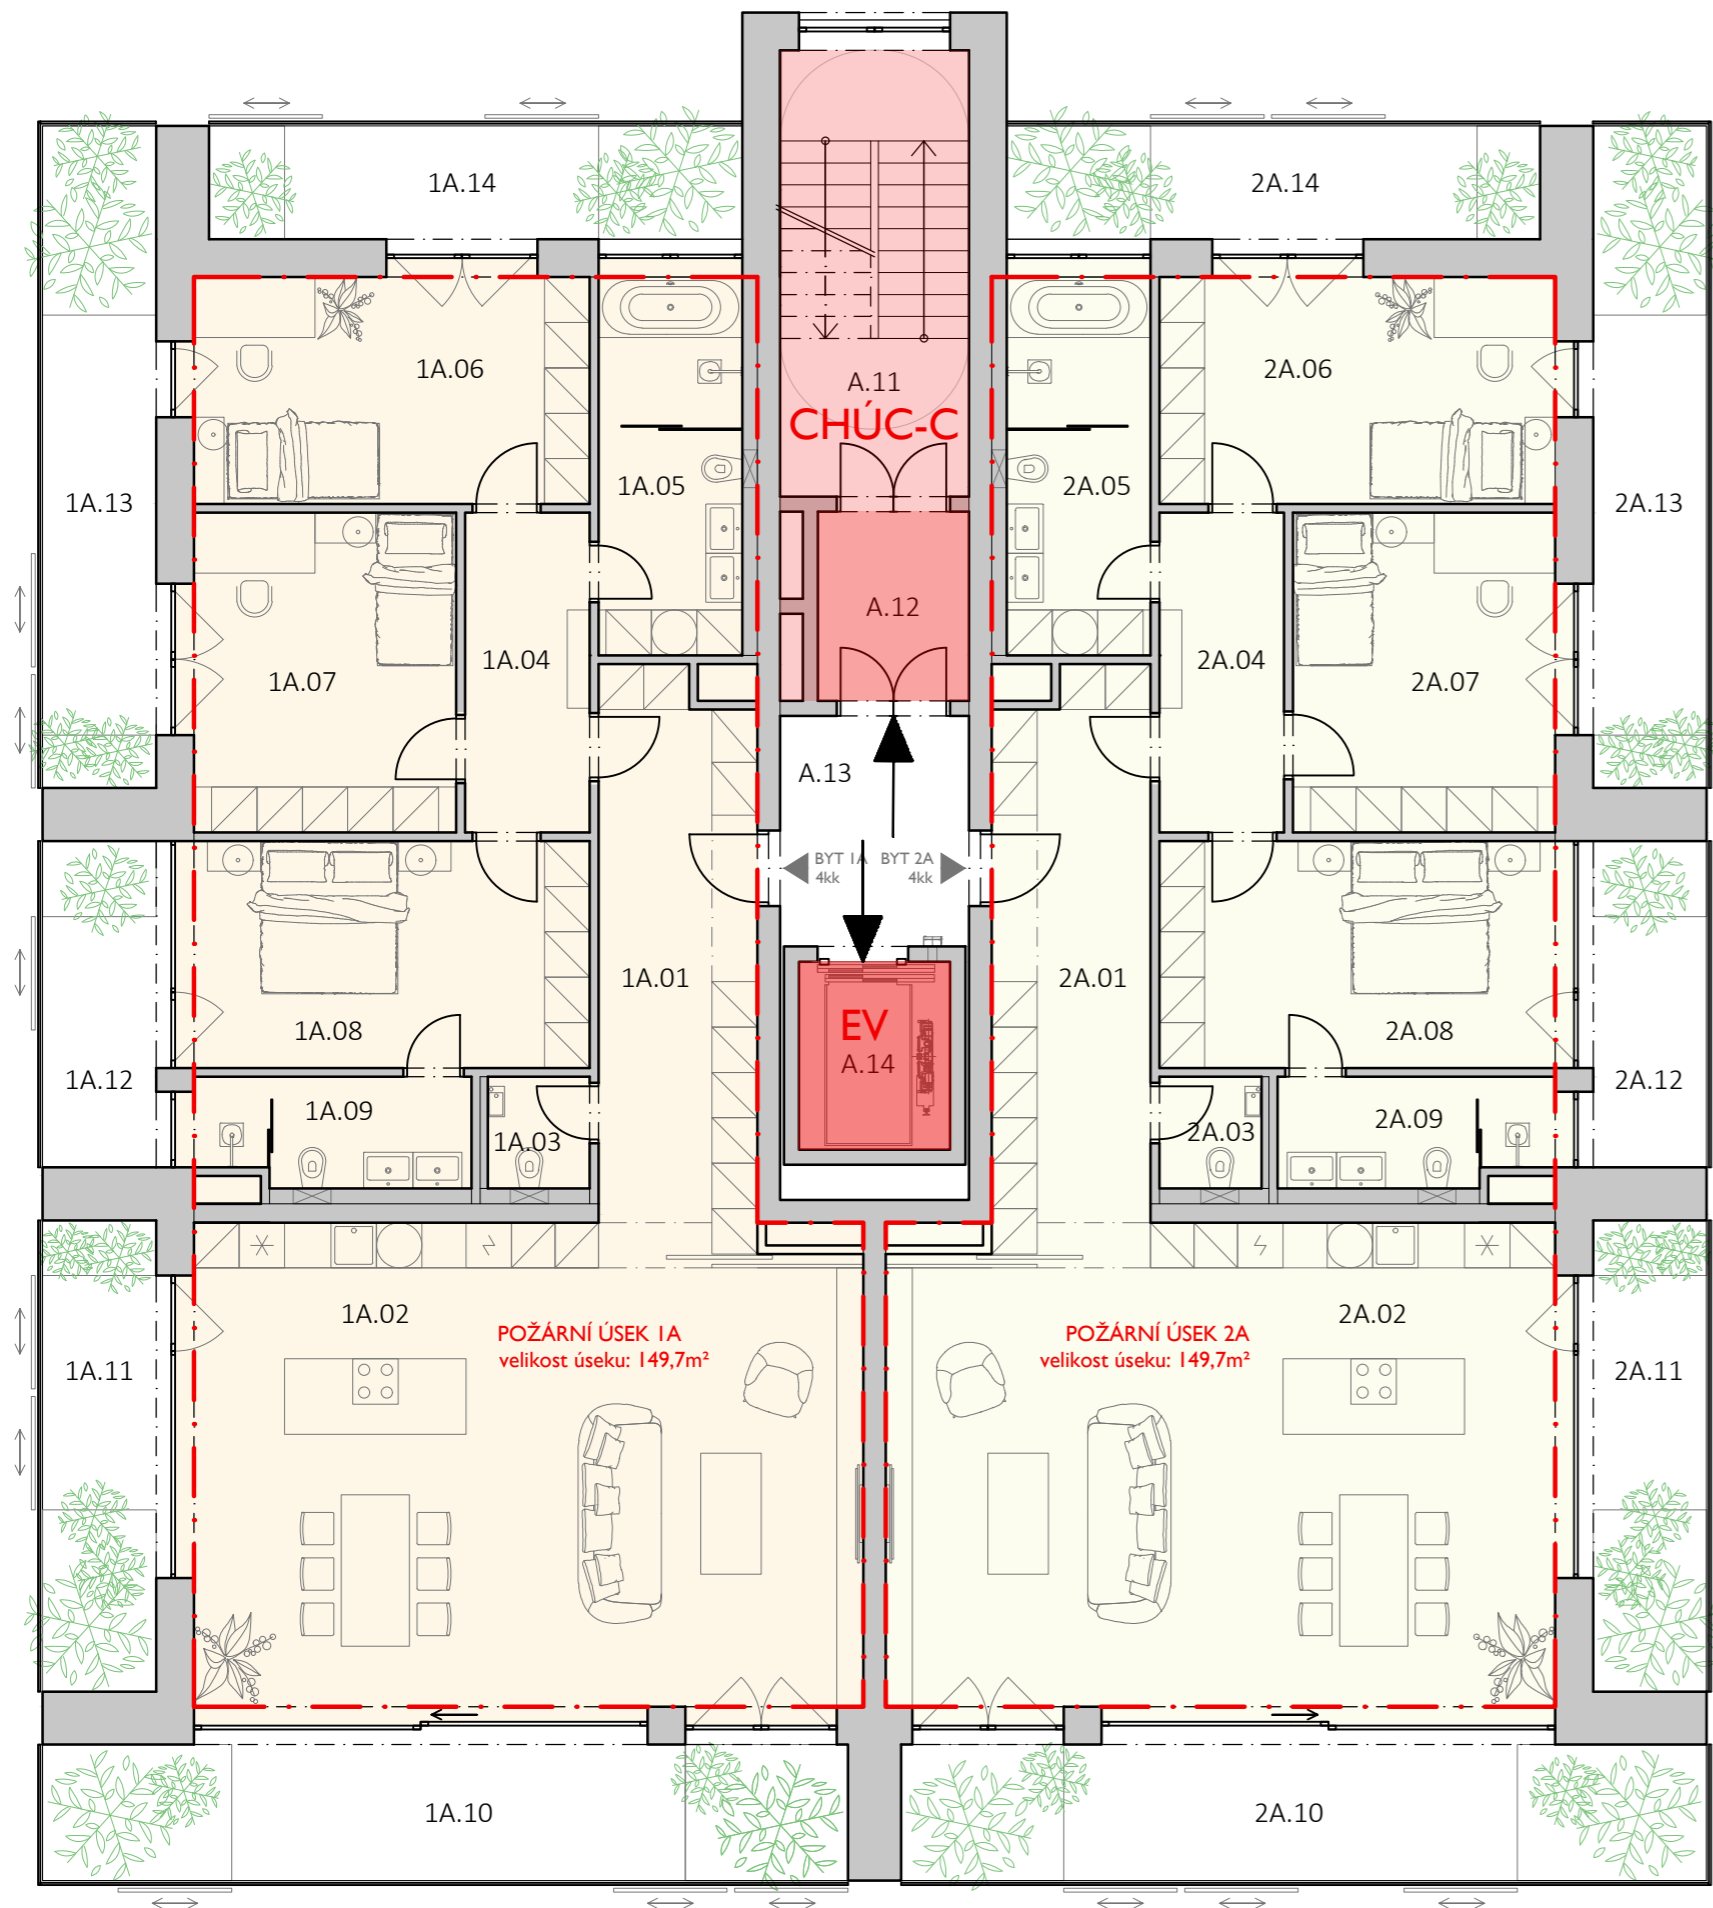 1A.14
2A.14
1A.06
A.11
2A.06
CHÚC-C
1A.13
1A.05
2A.05
2A.13
A.12
1A.07
1A.04
2A.04
2A.07
A.13
BYT 1A
4kk
BYT 2A
4kk
1A.01
2A.01
1A.08
EV
2A.08
1A.12
A.14
2A.12
1A.09
1A.03
2A.03
2A.09
1A.02
2A.02
POŽÁRNÍ ÚSEK 1A
velikost úseku: 149,7m²
POŽÁRNÍ ÚSEK 2A
velikost úseku: 149,7m²
1A.11
2A.11
1A.10
2A.10